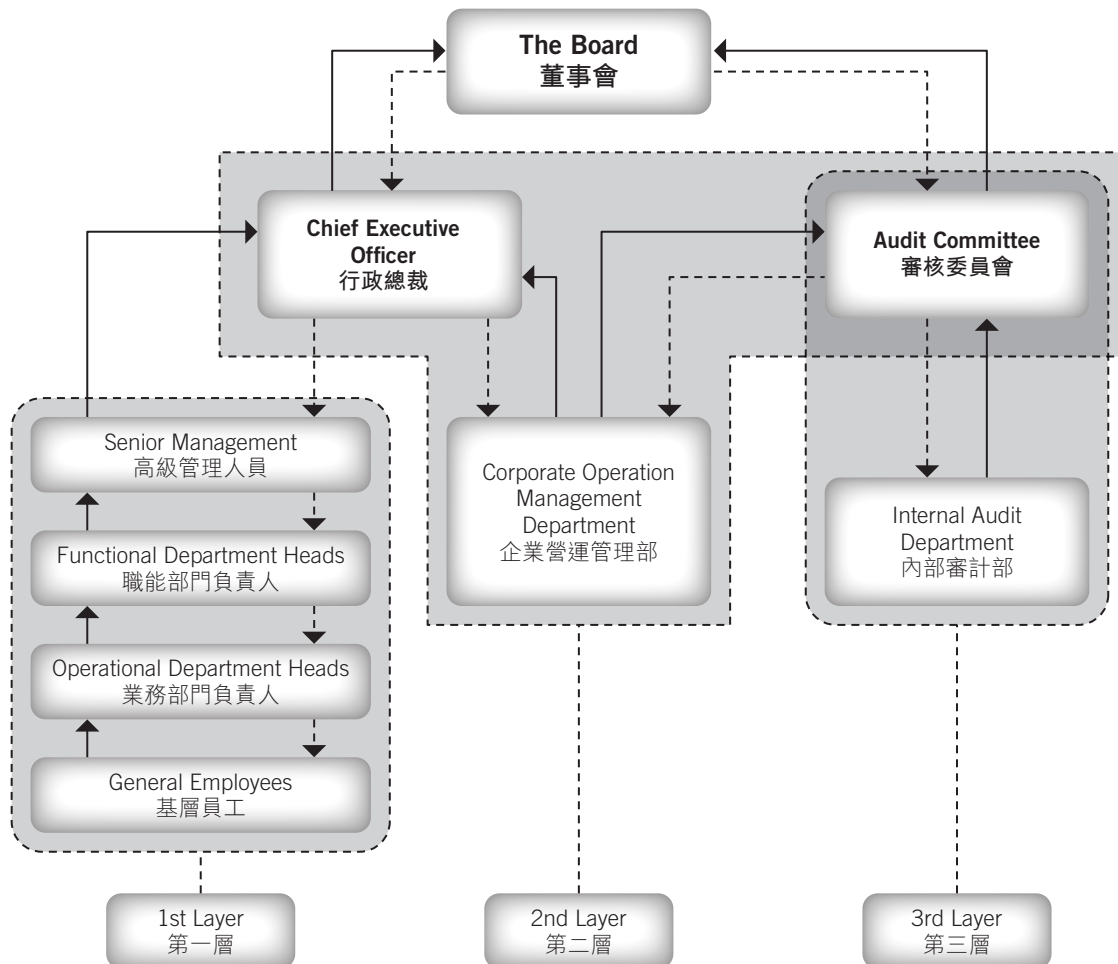 The Board
董事會
Chief Executive
Officer
行政總裁
Audit Committee
審核委員會
Senior Management
高級管理人員
Functional Department Heads
職能部門負責人
Operational Department Heads
業務部門負責人
General Employees
基層員工
Corporate Operation
Management
Department
企業營運管理部
Internal Audit
Department
內部審計部
1st Layer
第一層
2nd Layer
第二層
3rd Layer
第三層